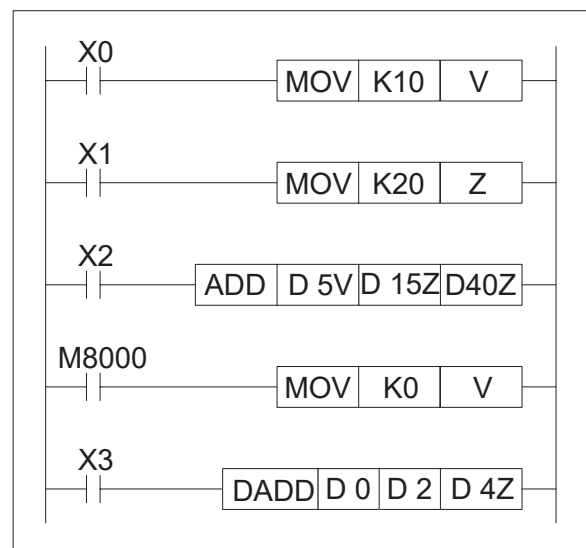 X0
MOV K10 V
X1
MOV K20 Z
X2
ADD D 5V D 15Z D40Z
M8000
MOV K0 V
X3
DADD D 0 D 2 D 4Z